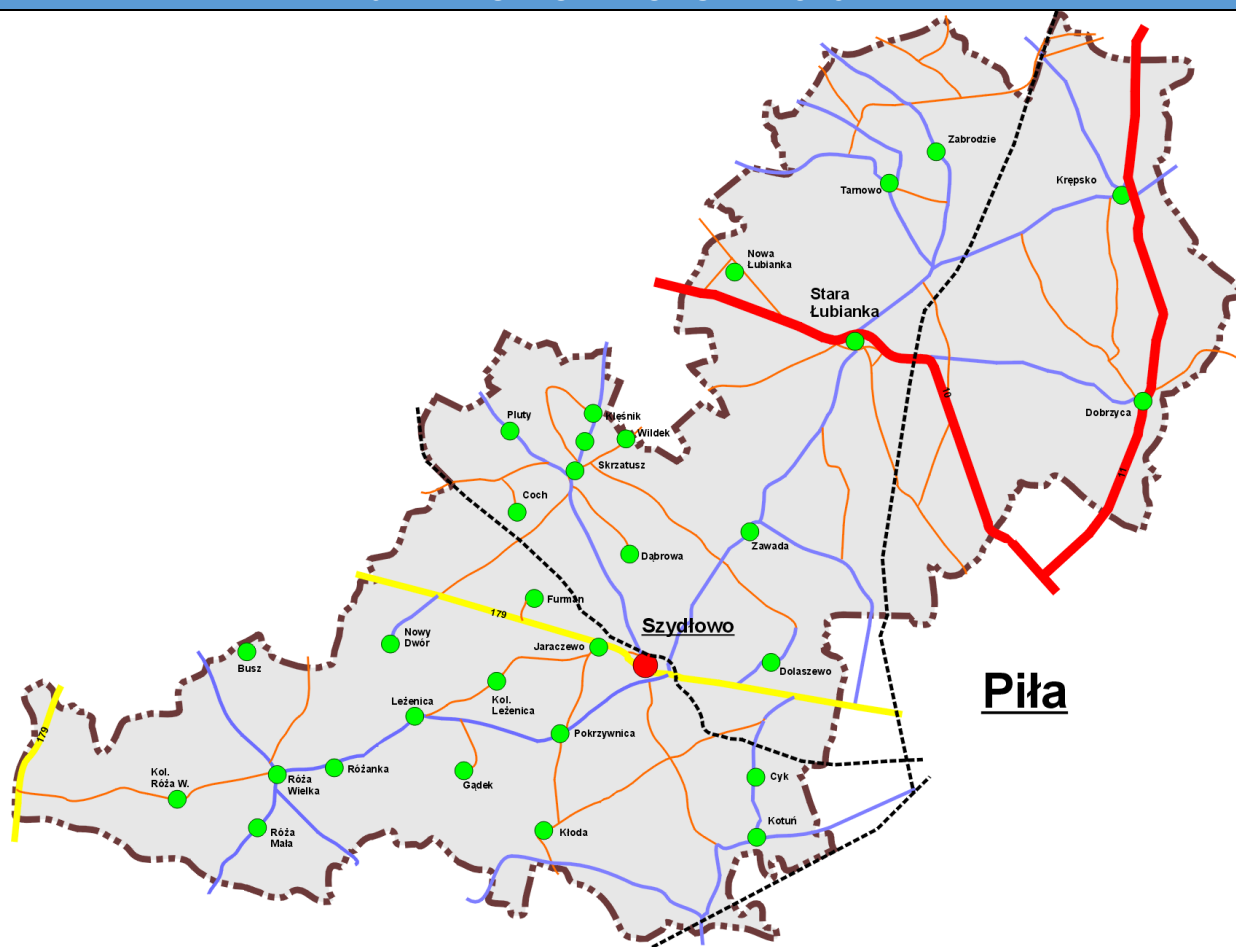 Zabrodzie
Krępsko
Tarnowo
Nowa
Łubianka
Stara
Łubianka
10
Dobrzyca
11
Pluty
Klęśnik
Wildek
Skrzatusz
Coch
Zawada
Dąbrowa
Furman
179
Szydłowo
Nowy
Dwór
Jaraczewo
Busz
Dolaszewo
Piła
Leżenica
Kol.
Leżenica
179
Pokrzywnica
Kol.
Róża W.
Róża
Wielka
Różanka
Gądek
Cyk
Róża
Mała
Kłoda
Kotuń